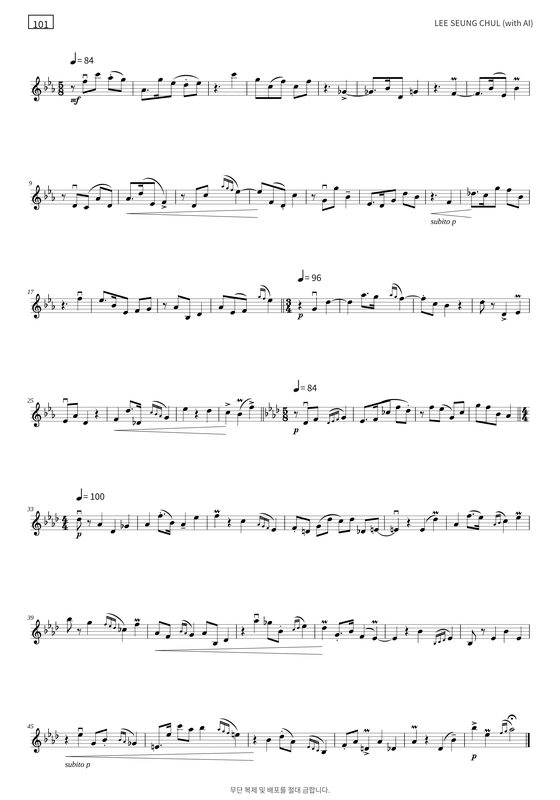 101
LEE SEUNG CHUL (with AI)
= 84
mf
9
subito p
= 96
17
p
= 84
25
p
= 100
33
p
39
45
subito p
p
무단 복제 및 배포를 절대 금합니다.